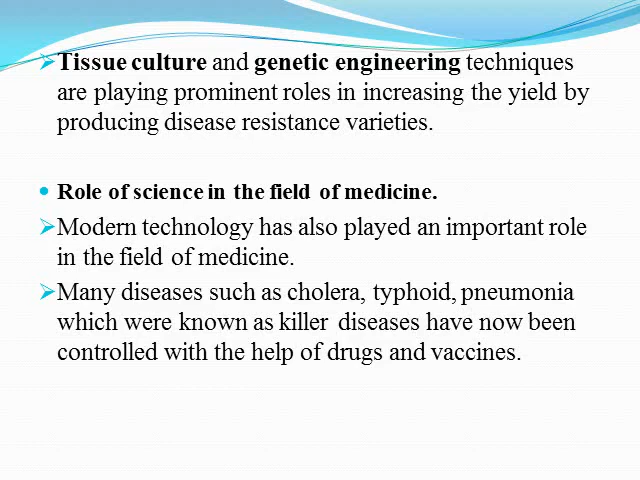 Tissue culture and genetic engineering techniques
are playing prominent roles in increasing the yield by
producing disease resistance varieties.
Role of science in the field of medicine.
Modern technology has also played an important role
in the field of medicine.
Many diseases such as cholera, typhoid, pneumonia
which were known as killer diseases have now been
controlled with the help of drugs and vaccines.